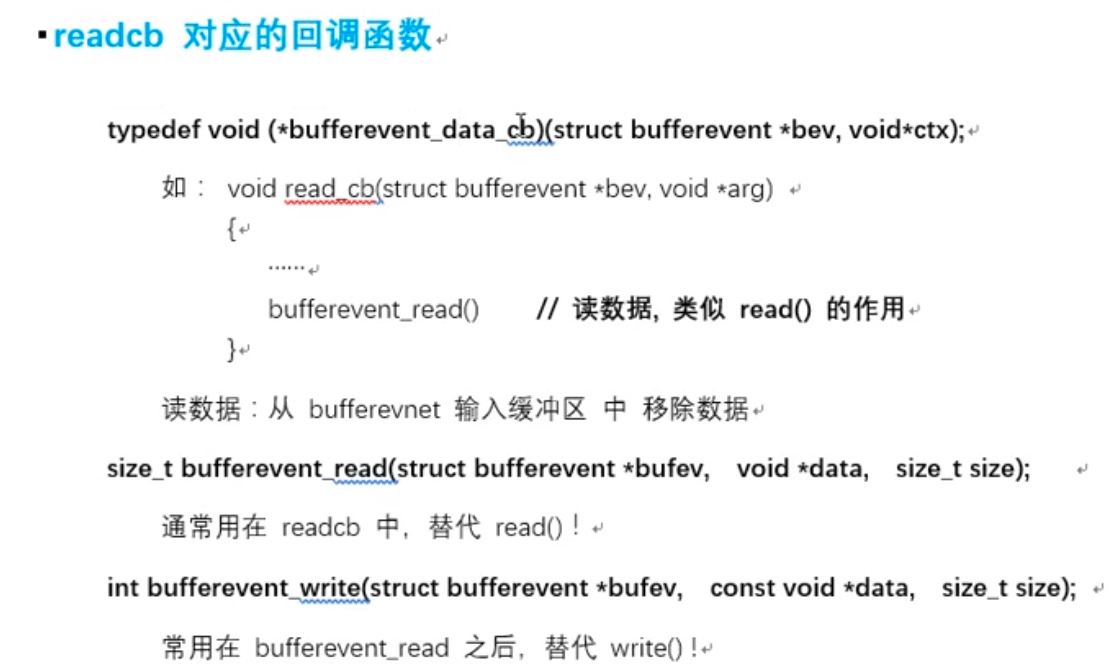 ▪readcb 对应的回调函数
typedef void (*bufferevent_data_cb)(struct bufferevent *bev, void*ctx);
如： void read_cb(struct bufferevent *bev, void *arg)
{
……
bufferevent_read() // 读数据, 类似 read() 的作用
}
读数据：从 bufferevnet 输入缓冲区 中 移除数据
size_t bufferevent_read(struct bufferevent *bufev, void *data, size_t size);
通常用在 readcb 中，替代 read()！
int bufferevent_write(struct bufferevent *bufev, const void *data, size_t size);
常用在 bufferevent_read 之后，替代 write()！